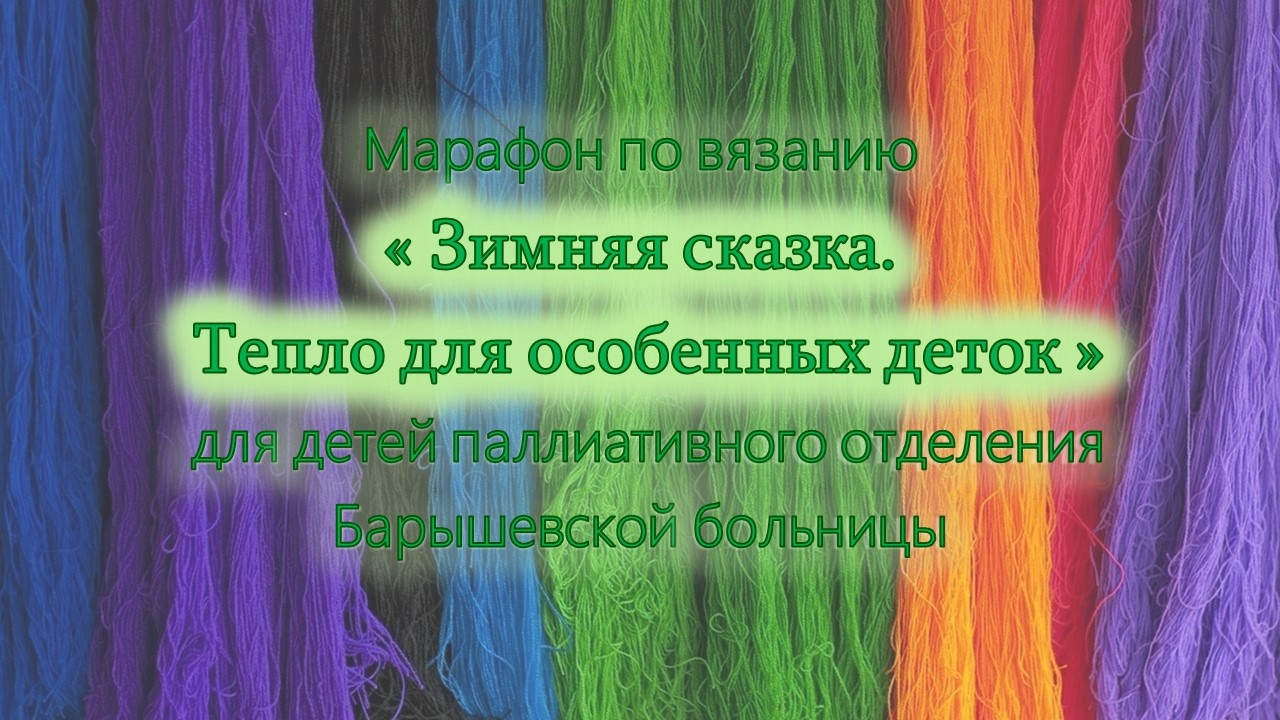 Марафон по вязанию
« Зимняя сказка.
Тепло для особенных деток »
для детей паллиативного отделения
Барышевской больницы